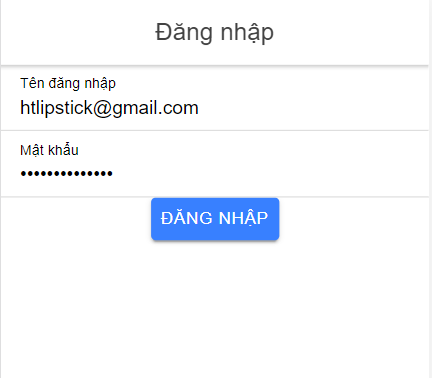 Đăng nhập
Tên đăng nhập
htlipstick@gmail.com
Mật khẩu
••••••••••••••
ĐĂNG NHẬP